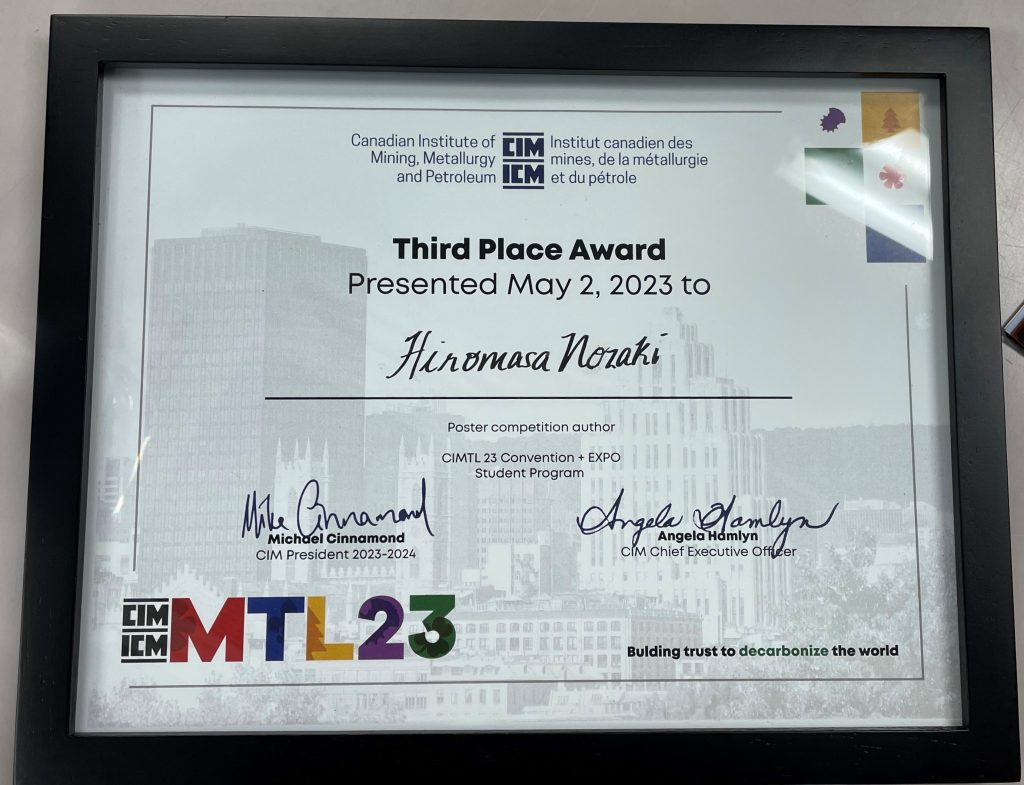 Canadian Institute of
Mining, Metallurgy
and Petroleum
CIM
ICM
Institut canadien des
mines, de la métallurgie
et du pétrole
Third Place Award
Presented May 2, 2023 to
Hiromasa Nozaki
Poster competition author
CIMTL 23 Convention + EXPO
Student Program
Mike Cinnamond
Michael Cinnamond
CIM President 2023-2024
Angela Hamlyn
Angela Hamlyn
CIM Chief Executive Officer
CIM
ICM
MTL23
Bulding trust to decarbonize the world